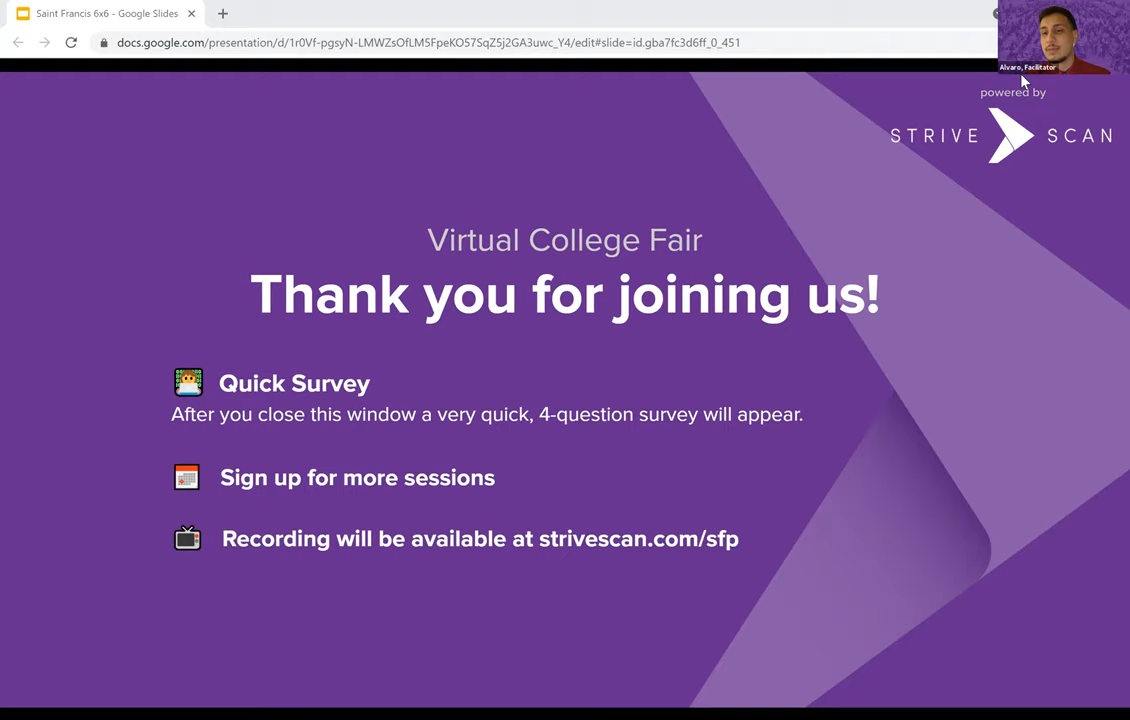 Saint Francis 6x6 - Google Slides
docs.google.com/presentation/d/1r0Vf-pgsyN-LMWZsOfLM5FpeKO57SqZ5j2GA3uwc_Y4/edit#slide=id.gba7fc3d6ff_0_451
Alvaro, Facilitator
powered by
STRIVE SCAN
Virtual College Fair
Thank you for joining us!
Quick Survey
After you close this window a very quick, 4-question survey will appear.
Sign up for more sessions
Recording will be available at strivescan.com/sfp